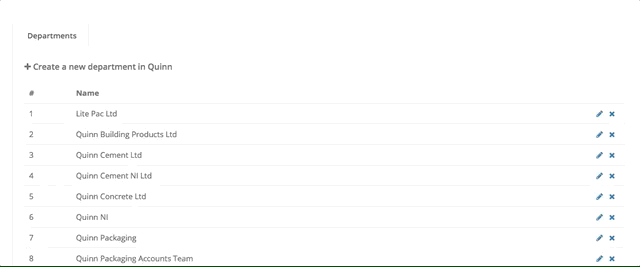 Departments
+ Create a new department in Quinn
# Name
1 Lite Pac Ltd
2 Quinn Building Products Ltd
3 Quinn Cement Ltd
4 Quinn Cement NI Ltd
5 Quinn Concrete Ltd
6 Quinn NI
7 Quinn Packaging
8 Quinn Packaging Accounts Team